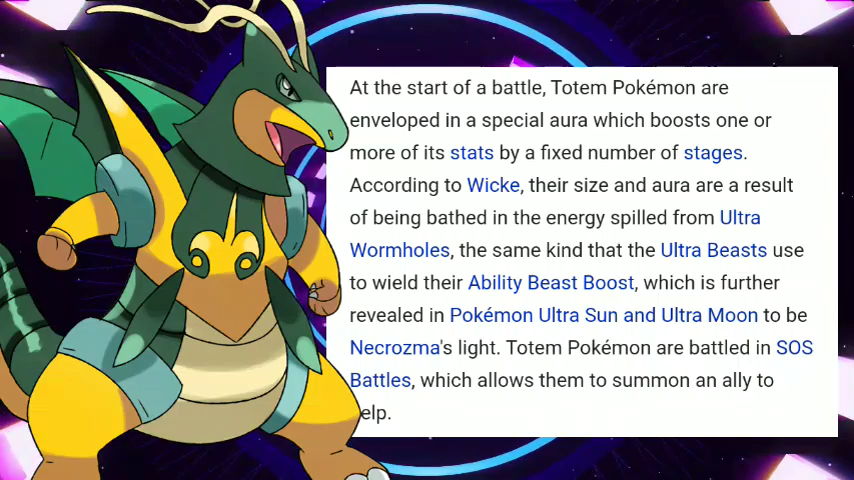 At the start of a battle, Totem Pokémon are
enveloped in a special aura which boosts one or
more of its stats by a fixed number of stages.
According to Wicke, their size and aura are a result
of being bathed in the energy spilled from Ultra
Wormholes, the same kind that the Ultra Beasts use
to wield their Ability Beast Boost, which is further
revealed in Pokémon Ultra Sun and Ultra Moon to be
Necrozma's light. Totem Pokémon are battled in SOS
Battles, which allows them to summon an ally to
elp.